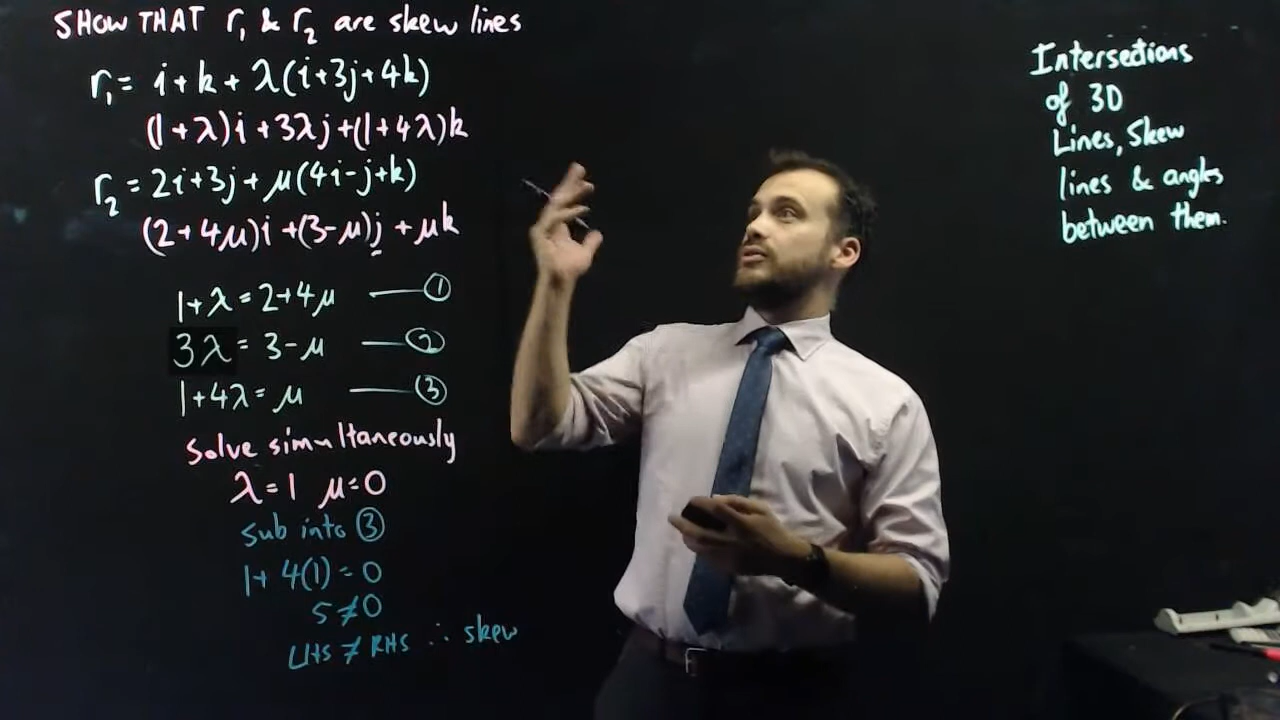 SHOW THAT r₁ & r₂ are skew lines
r₁ = i + k + λ(i+3j+4k)
(1+λ)i + 3λj + (1+4λ)k
r₂ = 2i+3j+ μ(4i-j+k)
(2+4μ)i +(3-μ)j + μk
1+λ = 2+4μ —— ①
3λ = 3-μ —— ②
1+4λ = μ —— ③
Solve simultaneously
λ=1 μ=0
Sub into ③
1+ 4(1) = 0
5 ≠ 0
LHS ≠ RHS ∴ skew
Intersections
of 3D
Lines, Skew
lines & angles
between them.